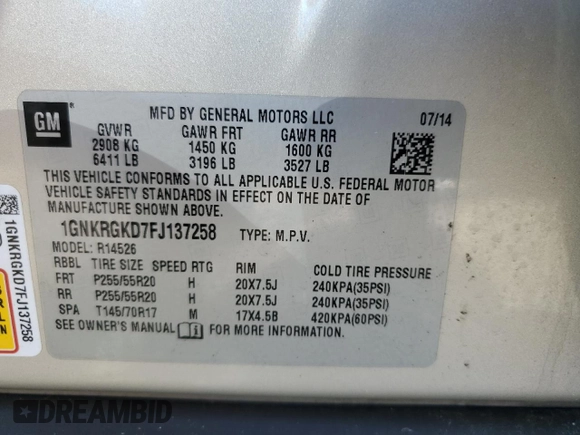 GM
MFD BY GENERAL MOTORS LLC 07/14
GVWR GAWR FRT GAWR RR
2908 KG 1450 KG 1600 KG
6411 LB 3196 LB 3527 LB
THIS VEHICLE CONFORMS TO ALL APPLICABLE U.S. FEDERAL MOTOR
VEHICLE SAFETY STANDARDS IN EFFECT ON THE DATE OF
MANUFACTURE SHOWN ABOVE.
1GNKRGKD7FJ137258 TYPE: M.P.V.
MODEL: R14526
RBBL TIRE SIZE SPEED RTG RIM
FRT P255/55R20 H 20X7.5J 240KPA(35PSI)
RR P255/55R20 H 20X7.5J 240KPA(35PSI)
SPA T145/70R17 M 17X4.5B 420KPA(60PSI)
SEE OWNER'S MANUAL FOR MORE INFORMATION.
1GNKRGKD7FJ137258
DREAMBID